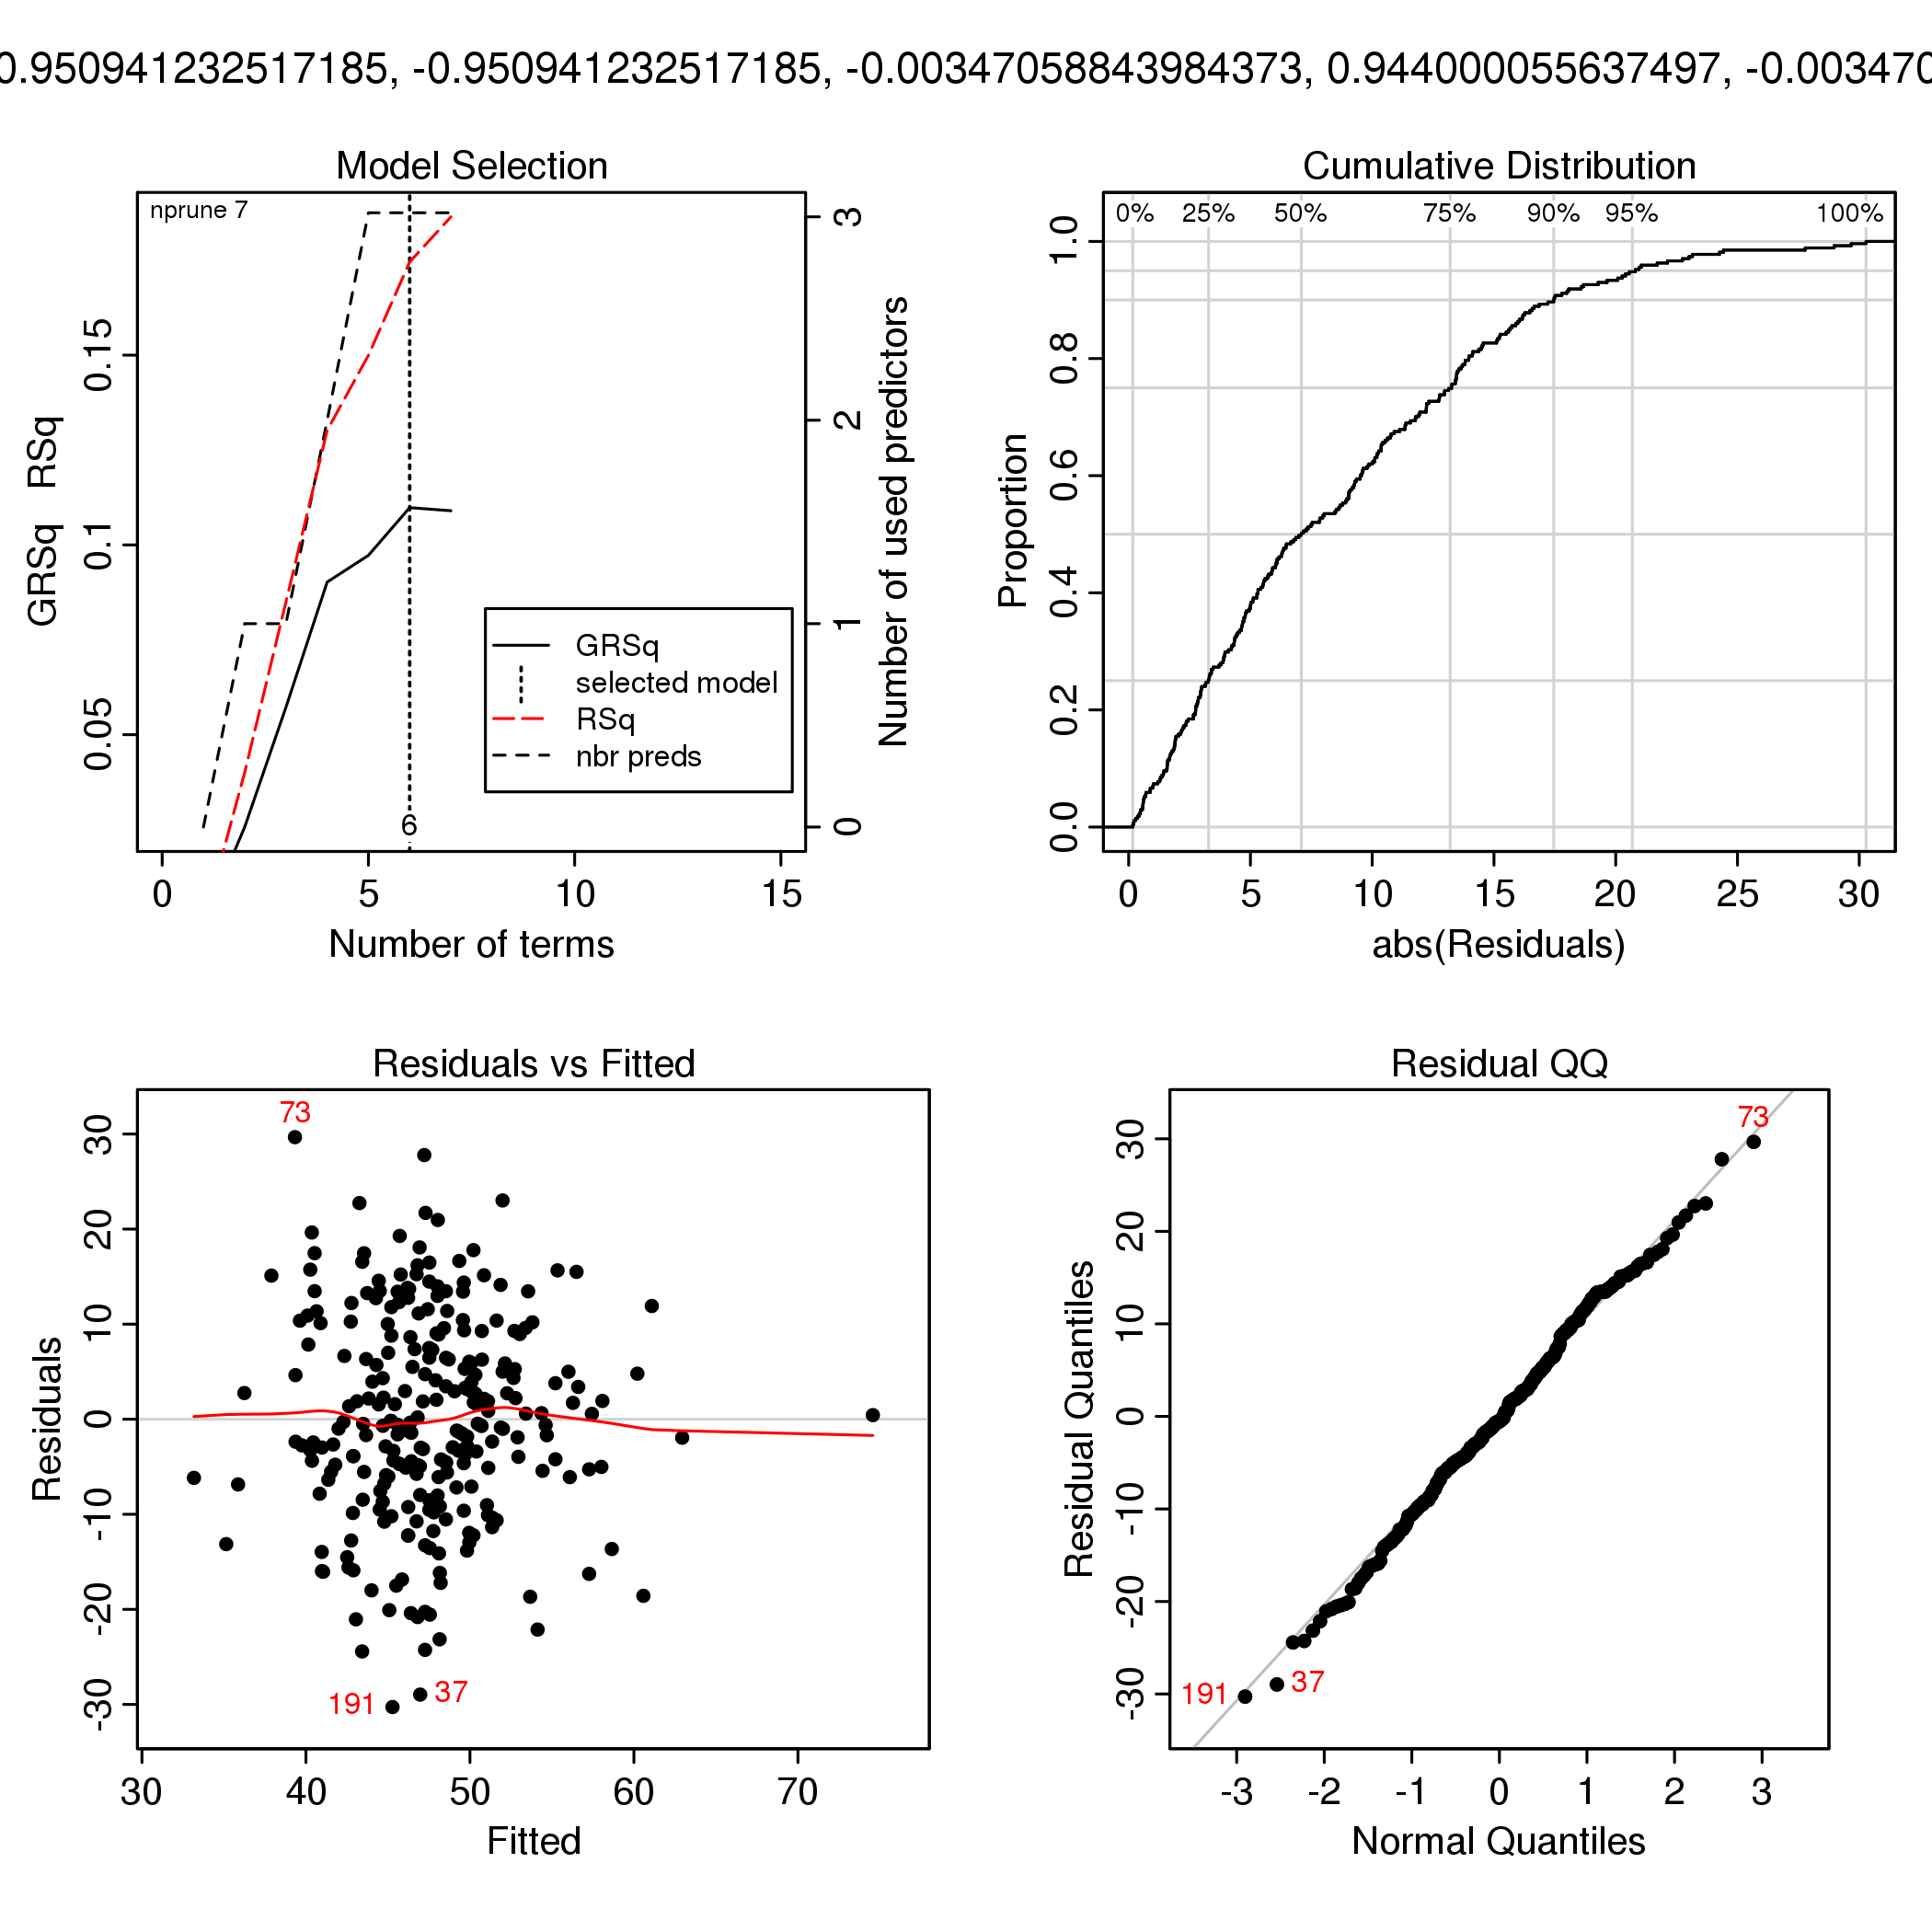 0.950941232517185, -0.950941232517185, -0.00347058843984373, 0.944000055637497, -0.003470
Model Selection
nprune 7
GRSq RSq
0.05 0.1 0.15
Number of used predictors
0 1 2 3
GRSq
selected model
RSq
nbr preds
6
0 5 10 15
Number of terms
Cumulative Distribution
0% 25% 50% 75% 90% 95% 100%
Proportion
0.0 0.2 0.4 0.6 0.8 1.0
0 5 10 15 20 25 30
abs(Residuals)
Residuals vs Fitted
73
Residuals
-30 -20 -10 0 10 20 30
191
37
30 40 50 60 70
Fitted
Residual QQ
73
Residual Quantiles
-30 -20 -10 0 10 20 30
191
37
-3 -2 -1 0 1 2 3
Normal Quantiles